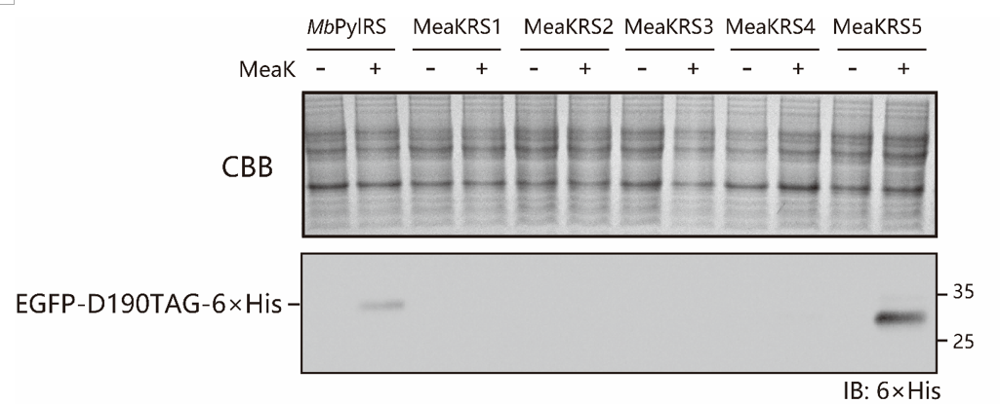 MbPylRS MeaKRS1 MeaKRS2 MeaKRS3 MeaKRS4 MeaKRS5
MeaK - + - + - + - + - + - +
CBB
EGFP-D190TAG-6×His
35
25
IB: 6×His